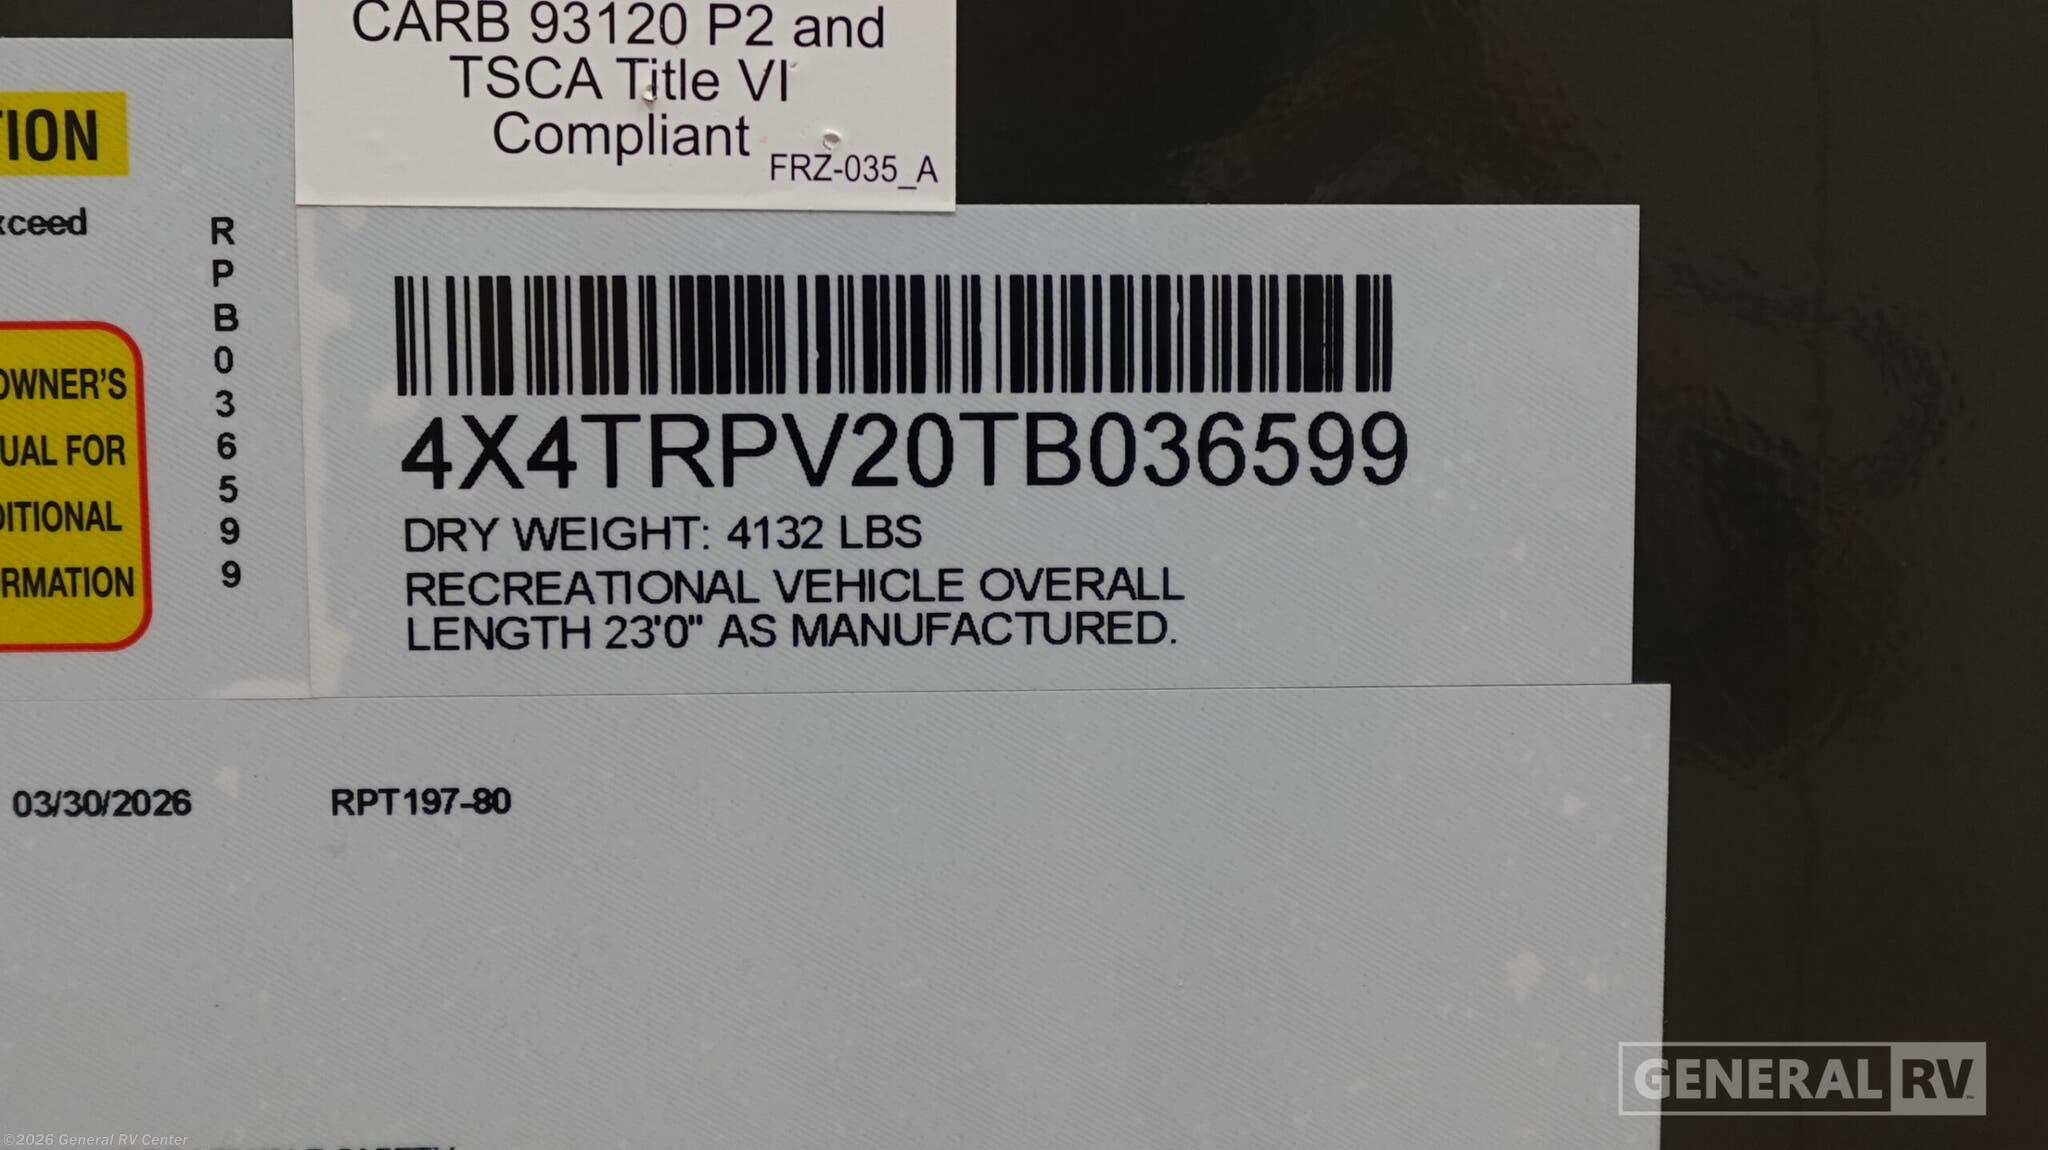 CARB 93120 P2 and
TSCA Title VI
Compliant
FRZ-035_A
TION
xceed
R
P
B
0
3
6
5
9
9
OWNER'S
UAL FOR
DITIONAL
RMATION
4X4TRPV20TB036599
DRY WEIGHT: 4132 LBS
RECREATIONAL VEHICLE OVERALL
LENGTH 23'0" AS MANUFACTURED.
03/30/2026 RPT197-80
GENERAL RV
©2026 General RV Center